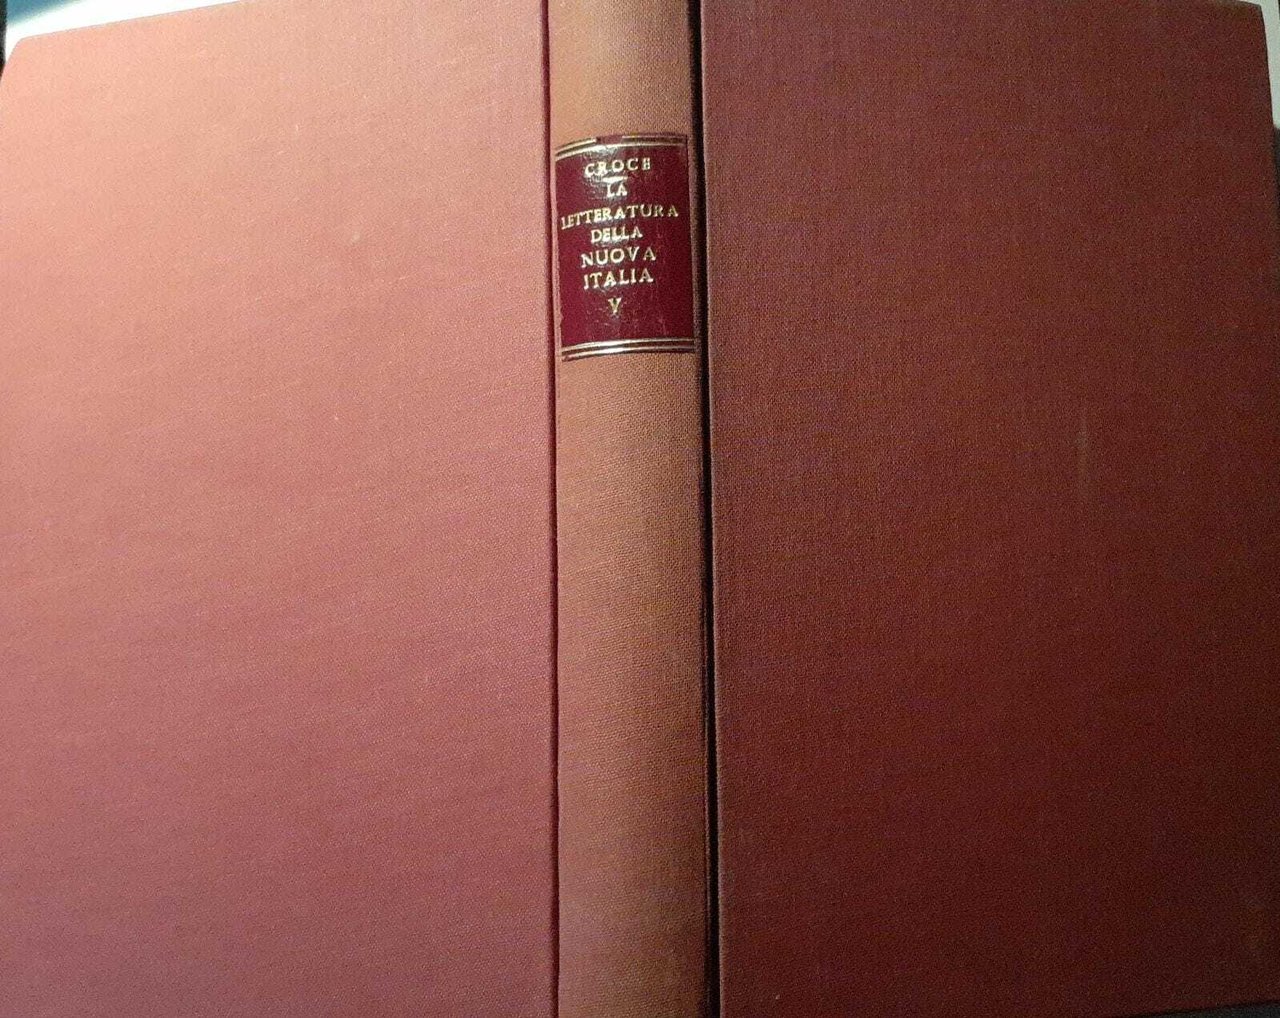 CROCE
LA
LETTERATURA
DELLA
NUOVA
ITALIA
V